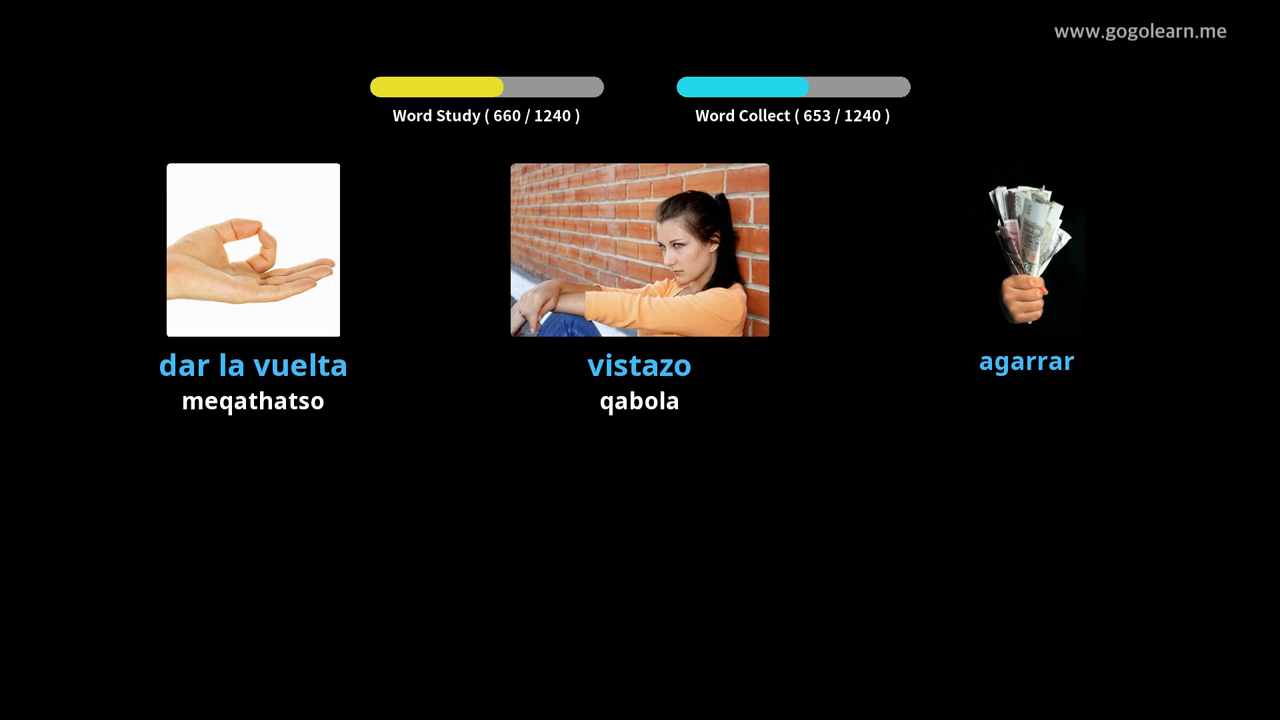 www.gogolearn.me
Word Study ( 660 / 1240 )
Word Collect ( 653 / 1240 )
dar la vuelta
meqathatso
vistazo
qabola
agarrar